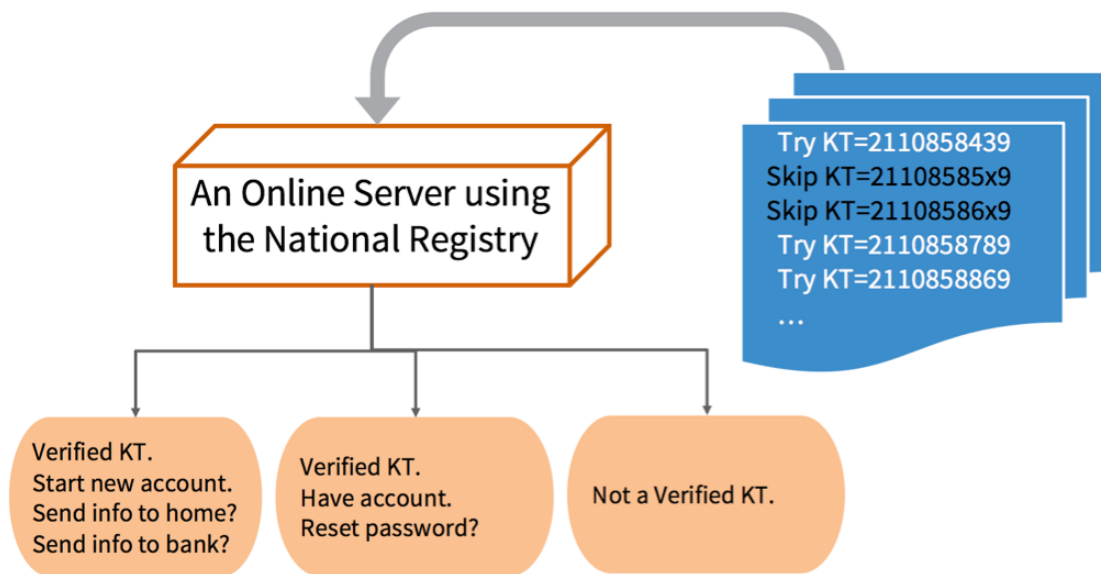 Try KT=2110858439
Skip KT=21108585x9
Skip KT=21108586x9
Try KT=2110858789
Try KT=2110858869
...
An Online Server using
the National Registry
Verified KT.
Start new account.
Send info to home?
Send info to bank?
Verified KT.
Have account.
Reset password?
Not a Verified KT.